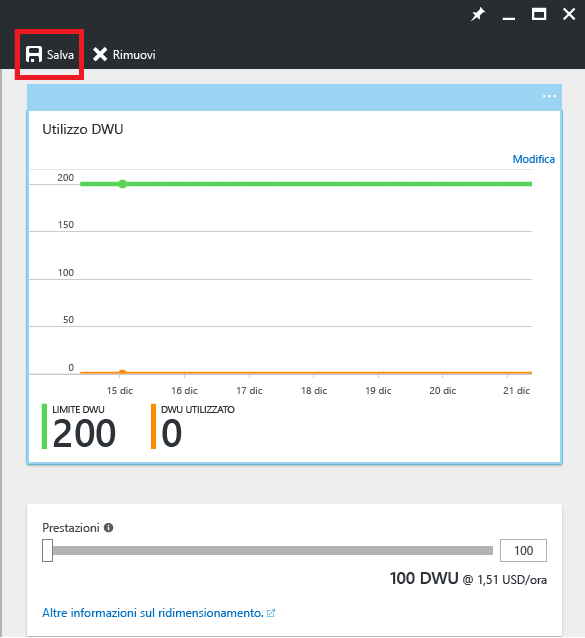 Salva Rimuovi
...
Utilizzo DWU
Modifica
200
150
100
50
0
15 dic 16 dic 17 dic 18 dic 19 dic 20 dic 21 dic
LIMITE DWU DWU UTILIZZATO
200 0
Prestazioni
100
100 DWU @ 1,51 USD/ora
Altre informazioni sul ridimensionamento.